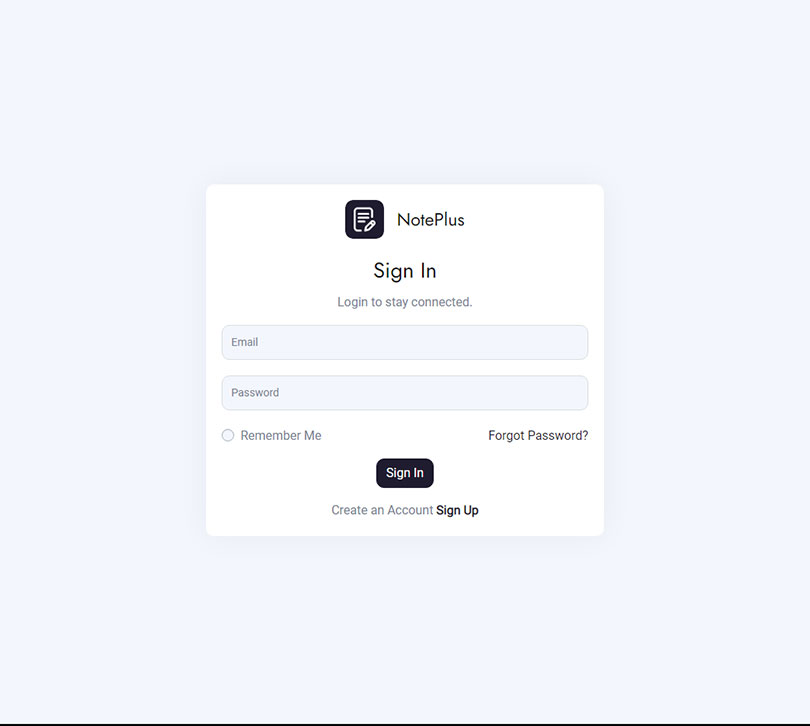 NotePlus
Sign In
Login to stay connected.
Email
Password
Remember Me Forgot Password?
Sign In
Create an Account Sign Up